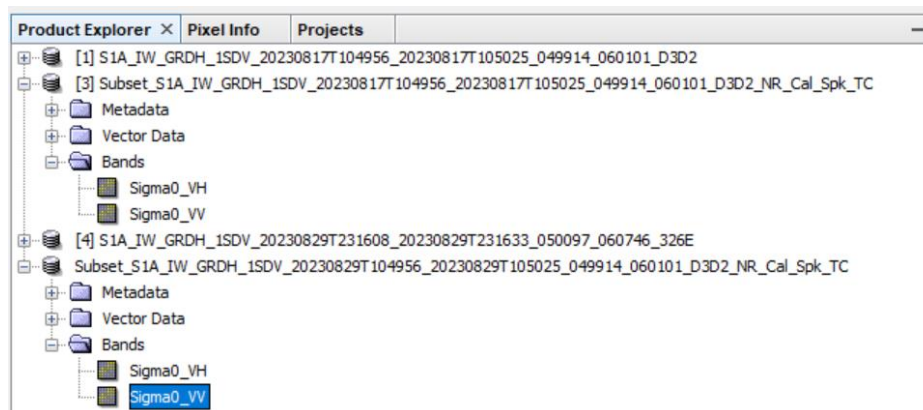 Product Explorer × Pixel Info Projects
[1] S1A_IW_GRDH_1SDV_20230817T104956_20230817T105025_049914_060101_D3D2
[3] Subset_S1A_IW_GRDH_1SDV_20230817T104956_20230817T105025_049914_060101_D3D2_NR_Cal_Spk_TC
Metadata
Vector Data
Bands
Sigma0_VH
Sigma0_VV
[4] S1A_IW_GRDH_1SDV_20230829T231608_20230829T231633_050097_060746_326E
Subset_S1A_IW_GRDH_1SDV_20230829T104956_20230829T105025_049914_060101_D3D2_NR_Cal_Spk_TC
Metadata
Vector Data
Bands
Sigma0_VH
Sigma0_VV